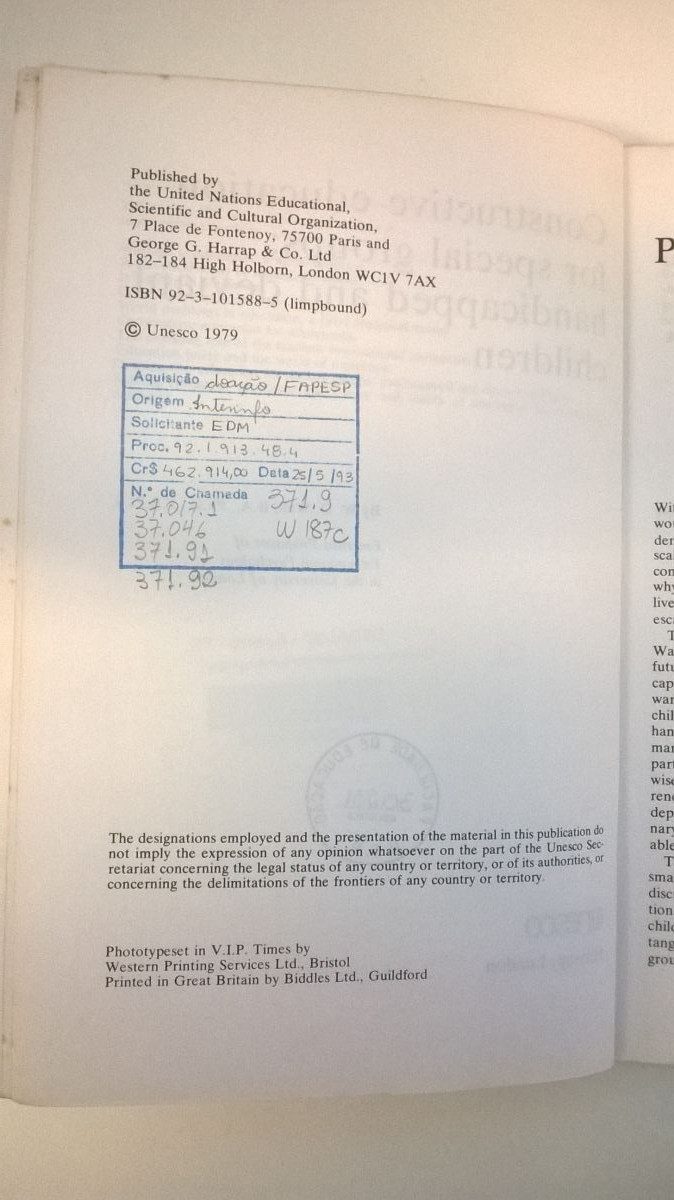 Published by
the United Nations Educational,
Scientific and Cultural Organization,
7 Place de Fontenoy, 75700 Paris and
George G. Harrap & Co. Ltd
182–184 High Holborn, London WC1V 7AX
ISBN 92–3–101588–5 (limpbound)
© Unesco 1979
Aquisição doação / FAPESP
Origem Interinfo
Solicitante EDM
Proc. 92.1.913.48.4
Cr$ 462.914,00 Data 25/5/93
N.º de Chamada 371.9
37.017.1
37.046 W187c
371.91
371.92
The designations employed and the presentation of the material in this publication do
not imply the expression of any opinion whatsoever on the part of the Unesco Sec-
retariat concerning the legal status of any country or territory, or of its authorities, or
concerning the delimitations of the frontiers of any country or territory.
Phototypeset in V.I.P. Times by
Western Printing Services Ltd., Bristol
Printed in Great Britain by Biddles Ltd., Guildford
P